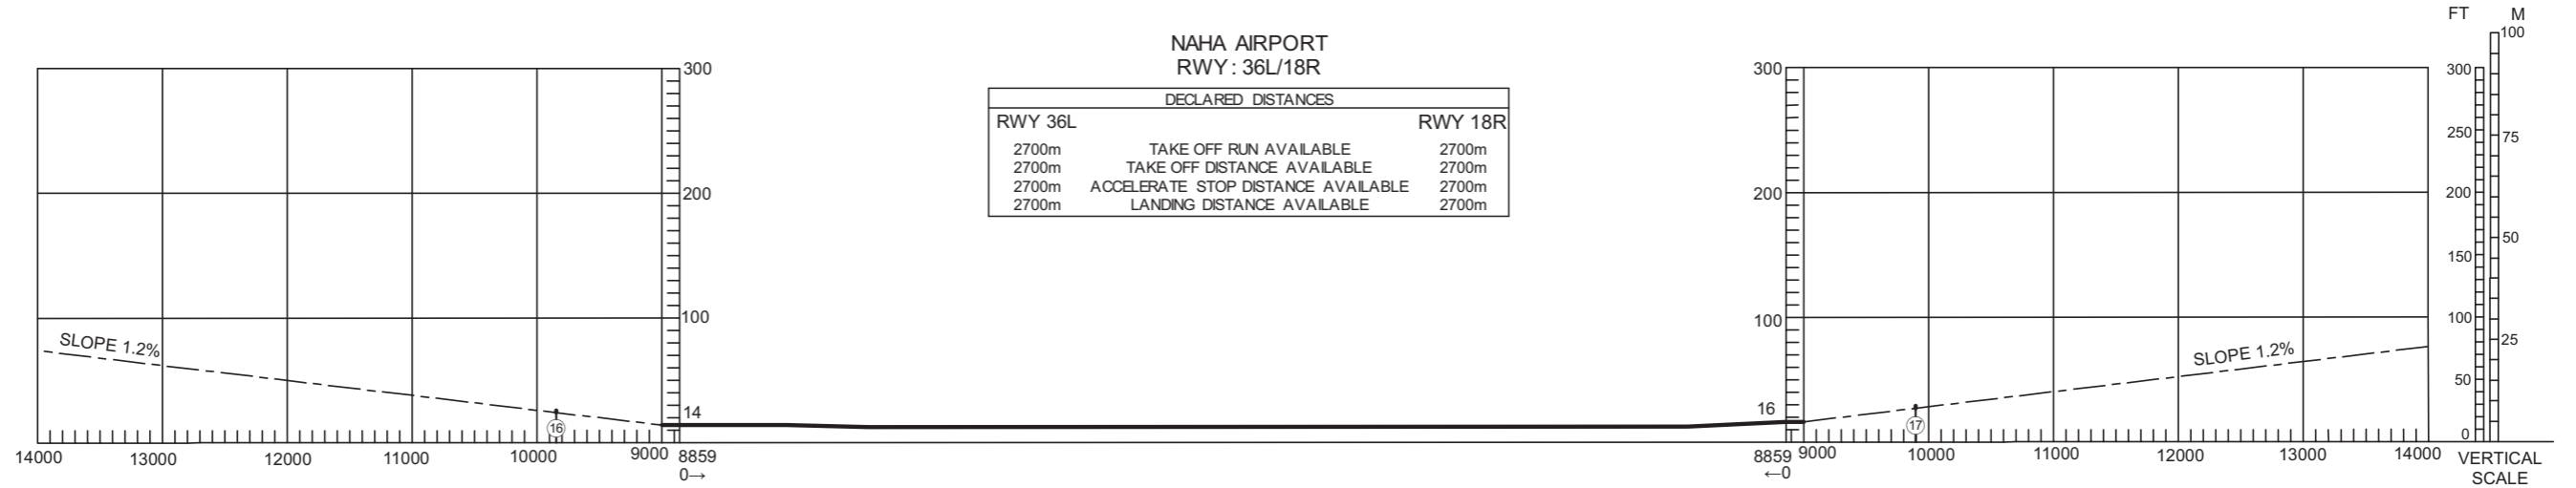 NAHA AIRPORT
RWY: 36L/18R
DECLARED DISTANCES
RWY 36L RWY 18R
2700m TAKE OFF RUN AVAILABLE 2700m
2700m TAKE OFF DISTANCE AVAILABLE 2700m
2700m ACCELERATE STOP DISTANCE AVAILABLE 2700m
2700m LANDING DISTANCE AVAILABLE 2700m
300
200
100
14
SLOPE 1.2%
16
14000 13000 12000 11000 10000 9000 8859
0→
300
200
100
16
SLOPE 1.2%
17
8859 9000 10000 11000 12000 13000 14000
←0
FT M
100
300
250 75
200
50
150
100
25
50
0
VERTICAL
SCALE